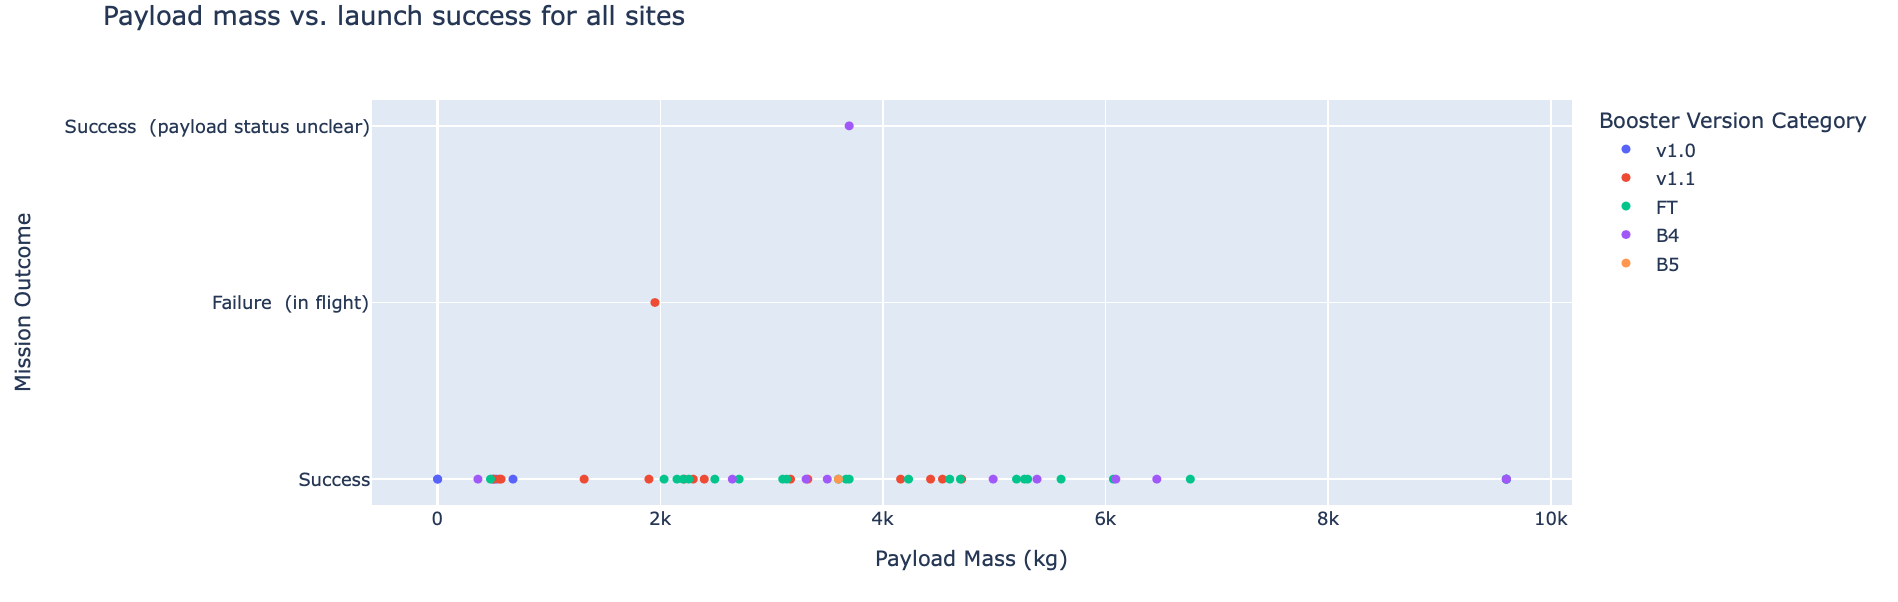 Payload mass vs. launch success for all sites
Success  (payload status unclear)
Failure  (in flight)
Success
Mission Outcome
0
2k
4k
6k
8k
10k
Payload Mass (kg)
Booster Version Category
v1.0
v1.1
FT
B4
B5